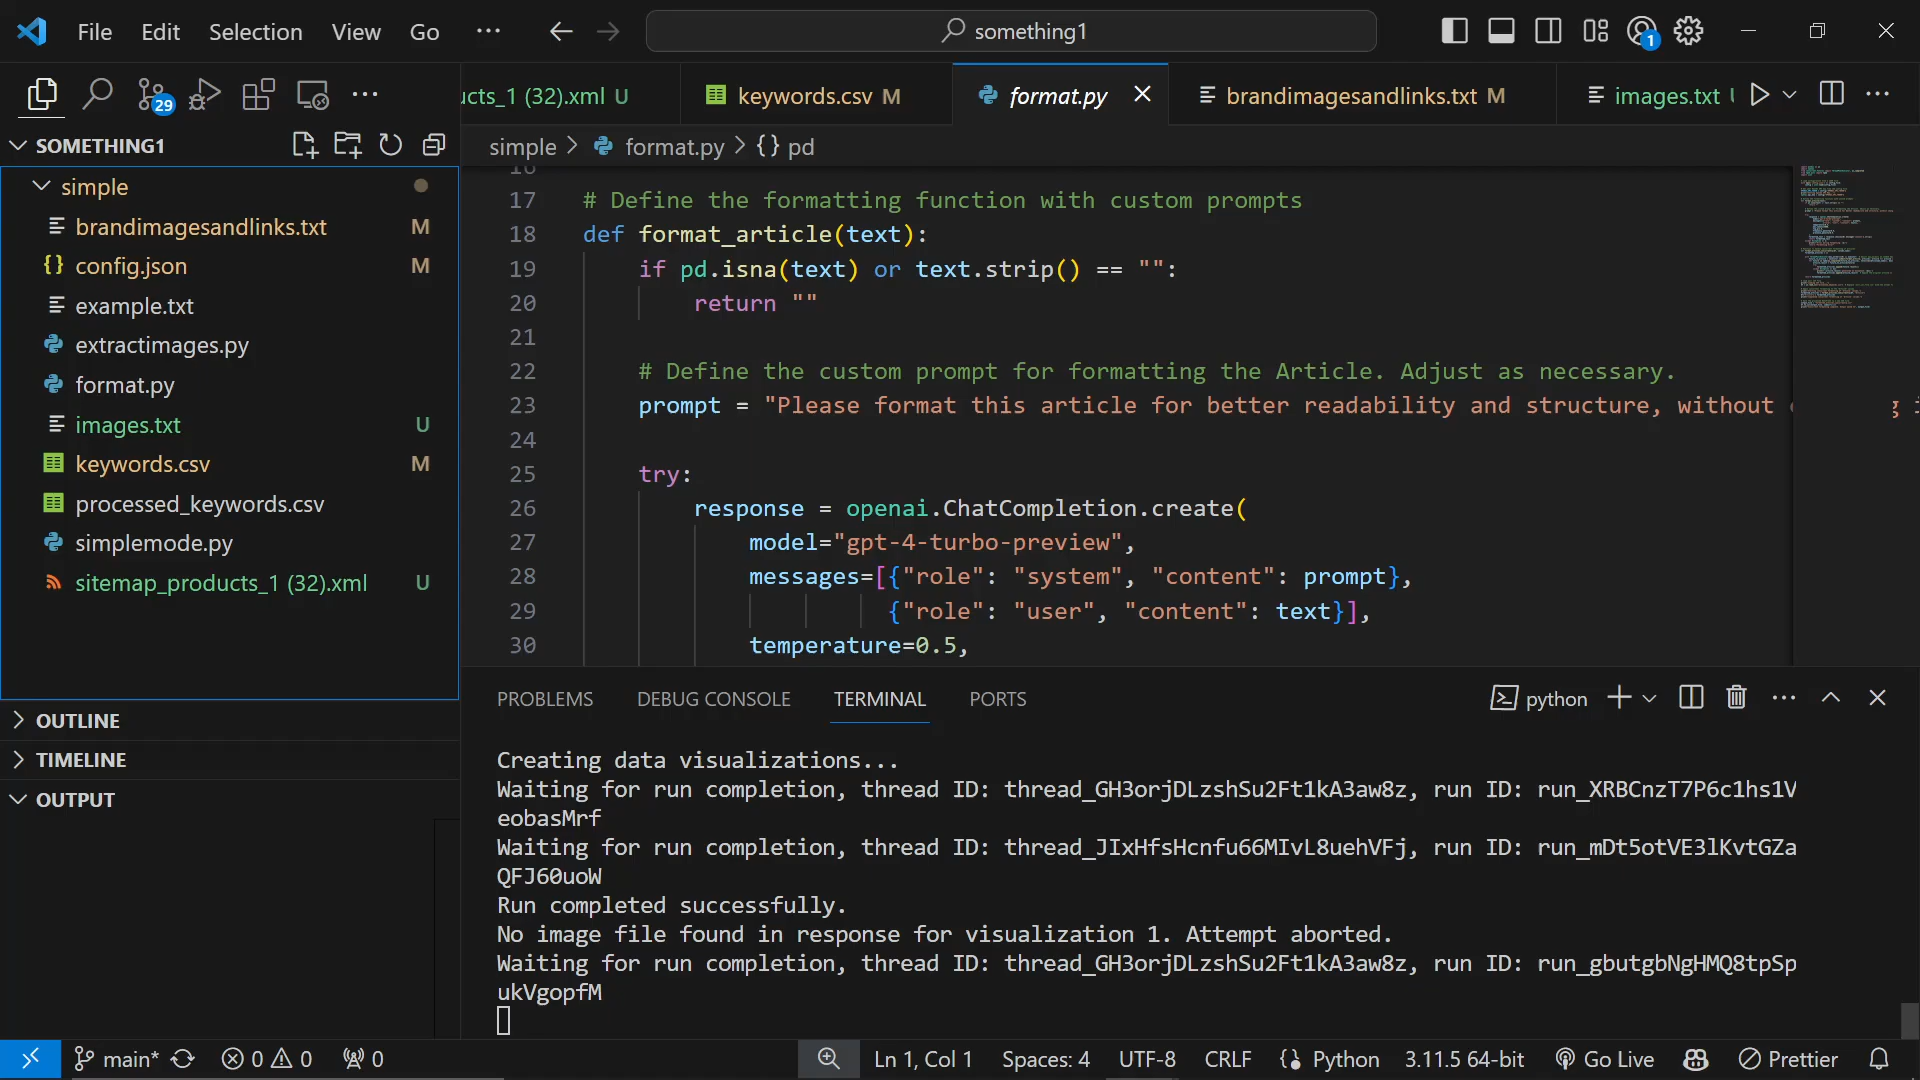 File Edit Selection View Go ··· something1 1
29
ucts_1 (32).xml U keywords.csv M format.py brandimagesandlinks.txt M images.txt
SOMETHING1
simple > format.py > {} pd
simple
brandimagesandlinks.txt M
{} config.json M
example.txt
extractimages.py
format.py
images.txt U
keywords.csv M
processed_keywords.csv
simplemode.py
sitemap_products_1 (32).xml U
OUTLINE
TIMELINE
OUTPUT
16
17 # Define the formatting function with custom prompts
18 def format_article(text):
19 if pd.isna(text) or text.strip() == "":
20 return ""
21
22 # Define the custom prompt for formatting the Article. Adjust as necessary.
23 prompt = "Please format this article for better readability and structure, without
24
25 try:
26 response = openai.ChatCompletion.create(
27 model="gpt-4-turbo-preview",
28 messages=[{"role": "system", "content": prompt},
29 {"role": "user", "content": text}],
30 temperature=0.5,
PROBLEMS DEBUG CONSOLE TERMINAL PORTS python
Creating data visualizations...
Waiting for run completion, thread ID: thread_GH3orjDLzshSu2Ft1kA3aw8z, run ID: run_XRBCnzT7P6c1hs1V
eobasMrf
Waiting for run completion, thread ID: thread_JIxHfsHcnfu66MIvL8uehVFj, run ID: run_mDt5otVE3lKvtGZa
QFJ60uoW
Run completed successfully.
No image file found in response for visualization 1. Attempt aborted.
Waiting for run completion, thread ID: thread_GH3orjDLzshSu2Ft1kA3aw8z, run ID: run_gbutgbNgHMQ8tpSp
ukVgopfM
main* 0 0 0 Ln 1, Col 1 Spaces: 4 UTF-8 CRLF Python 3.11.5 64-bit Go Live Prettier